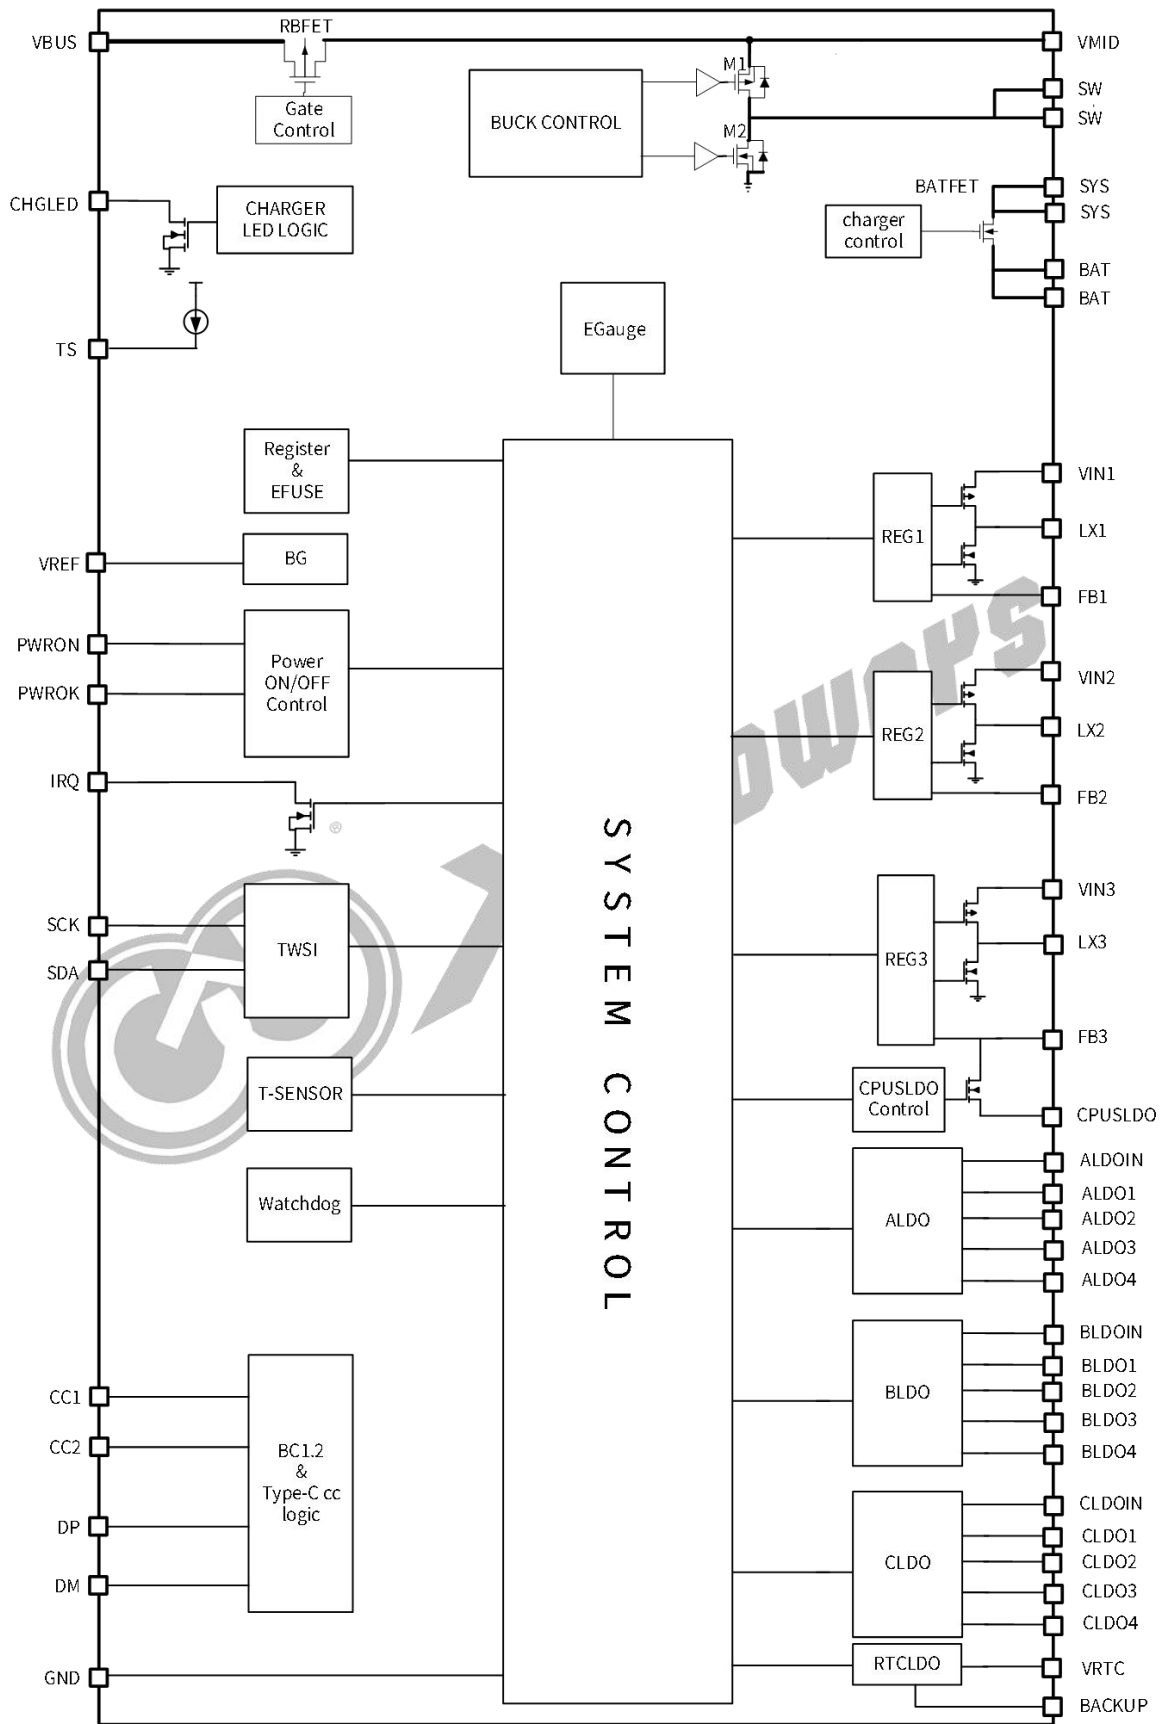 RBFET
VBUS
VMID
M1
SW
Gate
Control
BUCK CONTROL
SW
M2
BATFET
SYS
CHGLED
CHARGER
LED LOGIC
charger
control
SYS
BAT
BAT
EGauge
TS
Register
&
EFUSE
VIN1
REG1
LX1
VREF
BG
FB1
PWRON
Power
ON/OFF
Control
PWROK
VIN2
REG2
LX2
IRQ
FB2
®
SYSTEM CONTROL
VIN3
SCK
TWSI
LX3
SDA
REG3
FB3
T-SENSOR
CPUSLDO
Control
CPUSLDO
ALDOIN
Watchdog
ALDO1
ALDO
ALDO2
ALDO3
ALDO4
BLDOIN
BLDO1
BLDO
BLDO2
BLDO3
BLDO4
CC1
CC2
BC1.2
&
Type-C cc
logic
DP
DM
CLDOIN
CLDO1
CLDO
CLDO2
CLDO3
CLDO4
GND
RTCLDO
VRTC
BACKUP